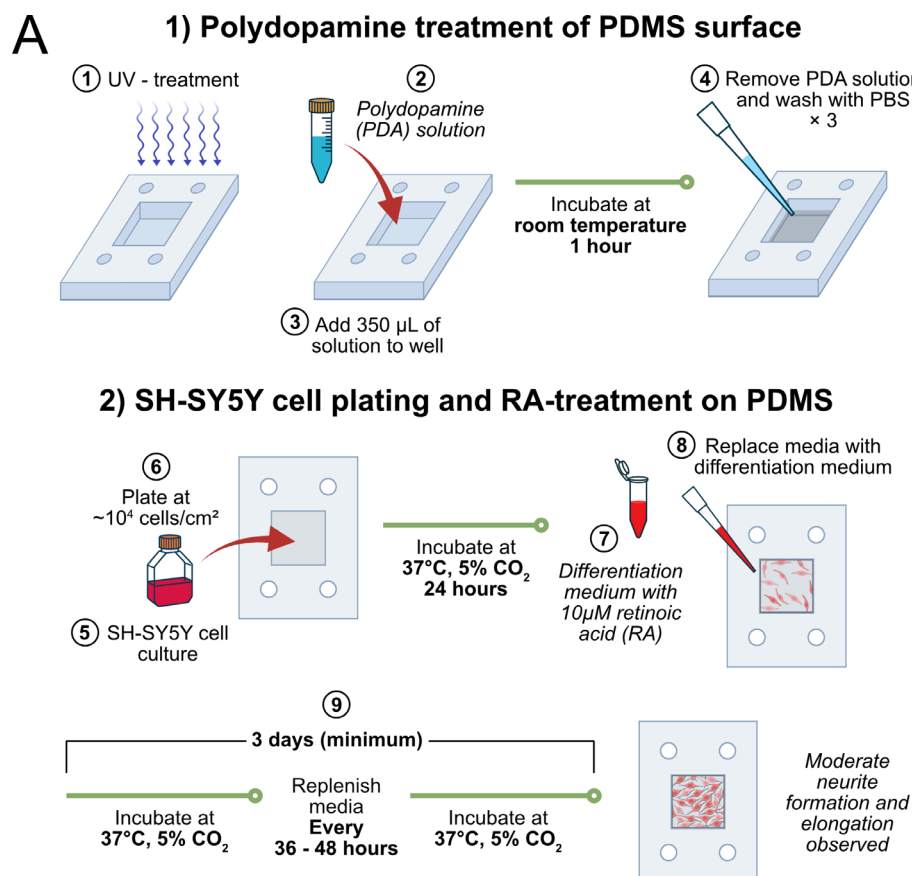 A
1) Polydopamine treatment of PDMS surface
1 UV - treatment
2
Polydopamine
(PDA) solution
3 Add 350 µL of
solution to well
Incubate at
room temperature
1 hour
4 Remove PDA solution
and wash with PBS
× 3
2) SH-SY5Y cell plating and RA-treatment on PDMS
6
Plate at
~10⁴ cells/cm²
5 SH-SY5Y cell
culture
Incubate at
37°C, 5% CO₂
24 hours
7
Differentiation
medium with
10µM retinoic
acid (RA)
8 Replace media with
differentiation medium
9
3 days (minimum)
Incubate at
37°C, 5% CO₂
Replenish
media
Every
36 - 48 hours
Incubate at
37°C, 5% CO₂
Moderate
neurite
formation and
elongation
observed